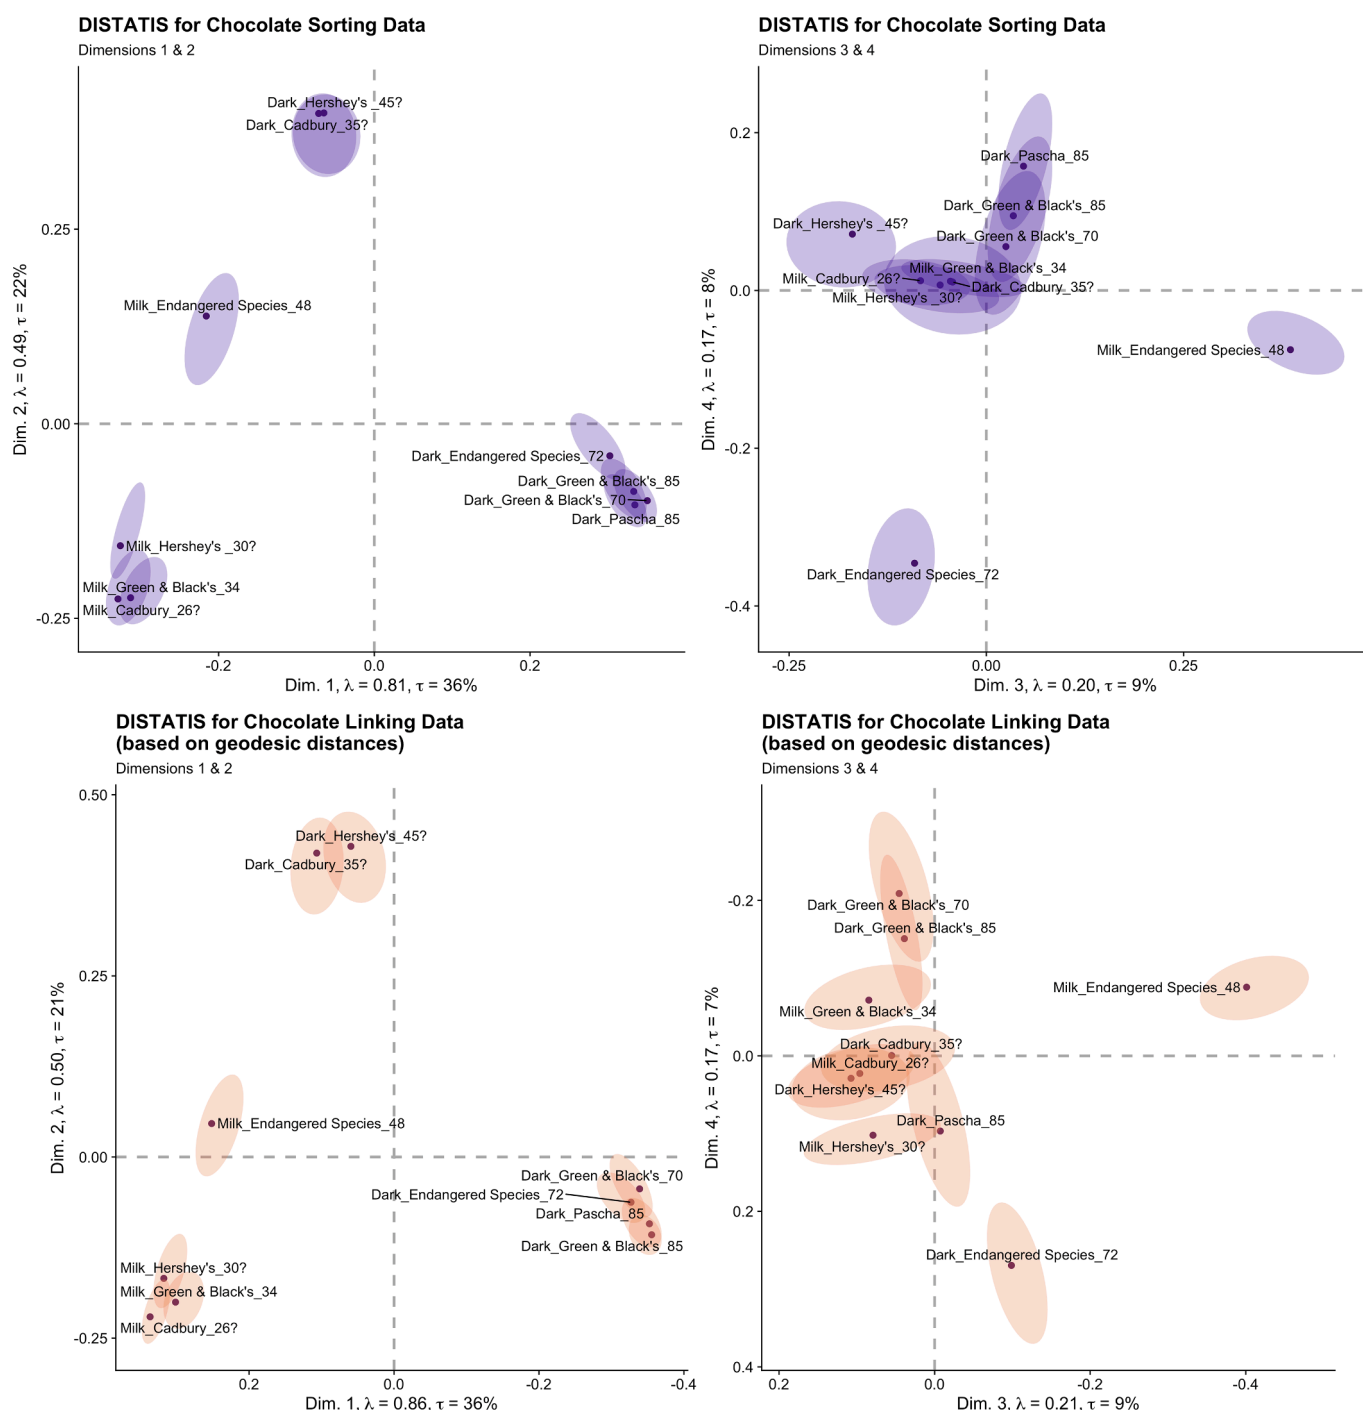 DISTATIS for Chocolate Sorting Data
Dimensions 1 & 2
Dark_Hershey's _45?
Dark_Cadbury_35?
0.25
Milk_Endangered Species_48
0.00
Dark_Endangered Species_72
Dark_Green & Black's_85
Dark_Green & Black's_70
Dark_Pascha_85
Milk_Hershey's _30?
Milk_Green & Black's_34
Milk_Cadbury_26?
-0.25
-0.2
0.0
0.2
Dim. 1, λ = 0.81, τ = 36%
Dim. 2, λ = 0.49, τ = 22%
DISTATIS for Chocolate Sorting Data
Dimensions 3 & 4
0.2
Dark_Pascha_85
Dark_Green & Black's_85
Dark_Hershey's _45?
Dark_Green & Black's_70
Milk_Green & Black's_34
Milk_Cadbury_26?
Dark_Cadbury_35?
0.0
Milk_Hershey's _30?
Milk_Endangered Species_48
-0.2
Dark_Endangered Species_72
-0.4
-0.25
0.00
0.25
Dim. 3, λ = 0.20, τ = 9%
Dim. 4, λ = 0.17, τ = 8%
DISTATIS for Chocolate Linking Data
(based on geodesic distances)
Dimensions 1 & 2
0.50
Dark_Hershey's_45?
Dark_Cadbury_35?
0.25
Milk_Endangered Species_48
0.00
Dark_Green & Black's_70
Dark_Endangered Species_72
Dark_Pascha_85
Dark_Green & Black's_85
Milk_Hershey's_30?
Milk_Green & Black's_34
Milk_Cadbury_26?
-0.25
0.2
0.0
-0.2
-0.4
Dim. 1, λ = 0.86, τ = 36%
Dim. 2, λ = 0.50, τ = 21%
DISTATIS for Chocolate Linking Data
(based on geodesic distances)
Dimensions 3 & 4
-0.2
Dark_Green & Black's_70
Dark_Green & Black's_85
Milk_Endangered Species_48
Milk_Green & Black's_34
Dark_Cadbury_35?
0.0
Milk_Cadbury_26?
Dark_Hershey's_45?
Dark_Pascha_85
Milk_Hershey's_30?
0.2
Dark_Endangered Species_72
0.4
0.2
0.0
-0.2
-0.4
Dim. 3, λ = 0.21, τ = 9%
Dim. 4, λ = 0.17, τ = 7%